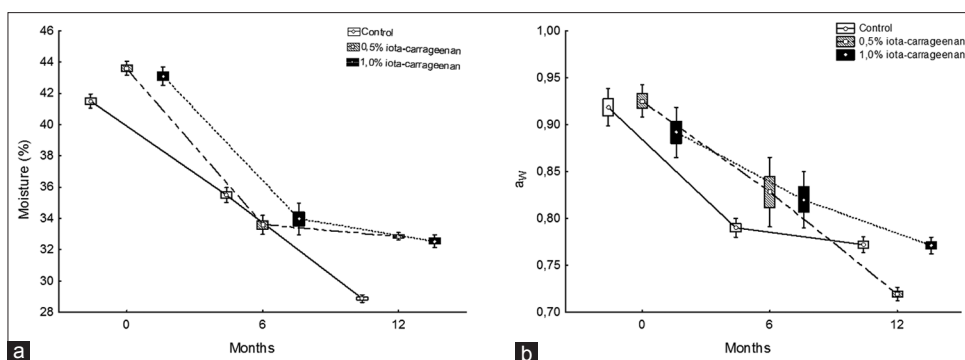 Control
0,5% iota-carrageenan
1,0% iota-carrageenan
46
44
42
40
38
36
34
32
30
28
Moisture (%)
0
6
12
Months
a
Control
0,5% iota-carrageenan
1,0% iota-carrageenan
1,00
0,95
0,90
0,85
0,80
0,75
0,70
aW
0
6
12
Months
b